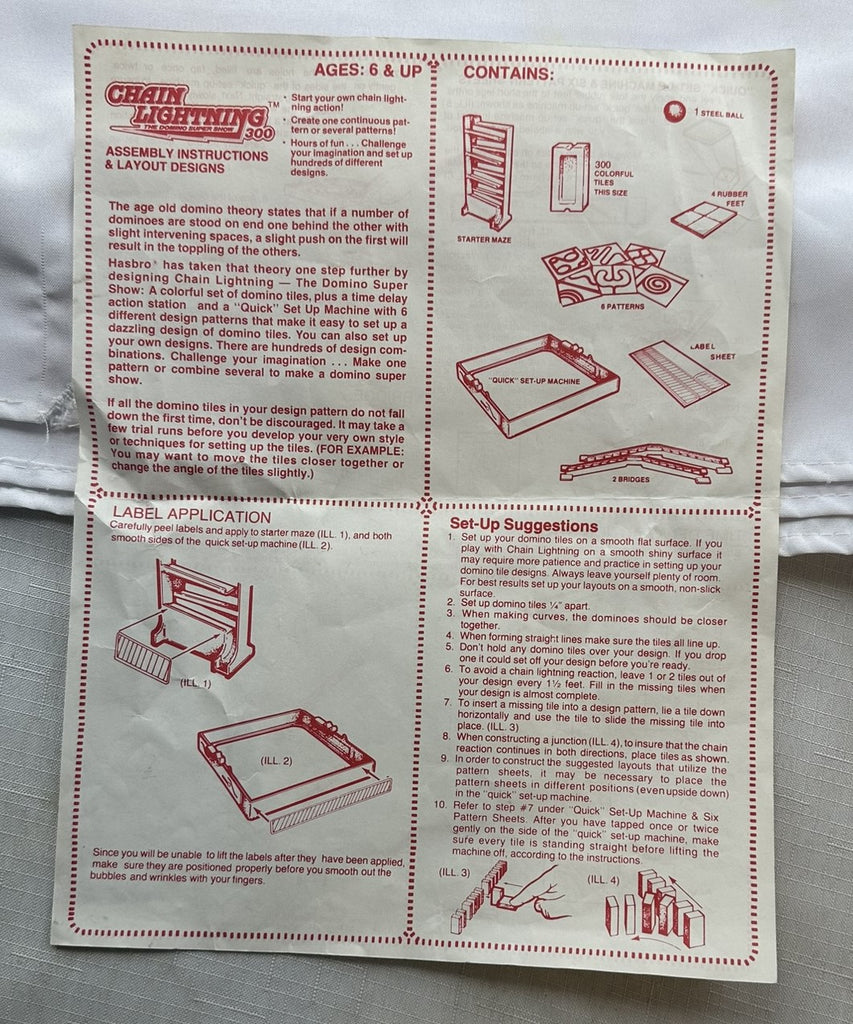 AGES: 6 & UP
CHAIN
LIGHTNING™
THE DOMINO SUPER SHOW
300
ASSEMBLY INSTRUCTIONS
& LAYOUT DESIGNS
• Start your own chain light-
ning action!
• Create one continuous pat-
tern or several patterns!
• Hours of fun . . . Challenge
your imagination and set up
hundreds of different
designs.
The age old domino theory states that if a number of
dominoes are stood on end one behind the other with
slight intervening spaces, a slight push on the first will
result in the toppling of the others.
Hasbro® has taken that theory one step further by
designing Chain Lightning — The Domino Super
Show: A colorful set of domino tiles, plus a time delay
action station and a "Quick" Set Up Machine with 6
different design patterns that make it easy to set up a
dazzling design of domino tiles. You can also set up
your own designs. There are hundreds of design com-
binations. Challenge your imagination ... Make one
pattern or combine several to make a domino super
show.
If all the domino tiles in your design pattern do not fall
down the first time, don't be discouraged. It may take a
few trial runs before you develop your very own style
or techniques for setting up the tiles. (FOR EXAMPLE:
You may want to move the tiles closer together or
change the angle of the tiles slightly.)
CONTAINS:
1 STEEL BALL
STARTER MAZE
300
COLORFUL
TILES
THIS SIZE
4 RUBBER
FEET
6 PATTERNS
"QUICK" SET-UP MACHINE
LABEL
SHEET
2 BRIDGES
LABEL APPLICATION
Carefully peel labels and apply to starter maze (ILL. 1), and both
smooth sides of the quick set-up machine (ILL. 2).
(ILL. 1)
(ILL. 2)
Since you will be unable to lift the labels after they have been applied,
make sure they are positioned properly before you smooth out the
bubbles and wrinkles with your fingers.
Set-Up Suggestions
1. Set up your domino tiles on a smooth flat surface. If you
play with Chain Lightning on a smooth shiny surface it
may require more patience and practice in setting up your
domino tile designs. Always leave yourself plenty of room.
For best results set up your layouts on a smooth, non-slick
surface.
2. Set up domino tiles ¼" apart.
3. When making curves, the dominoes should be closer
together.
4. When forming straight lines make sure the tiles all line up.
5. Don't hold any domino tiles over your design. If you drop
one it could set off your design before you're ready.
6. To avoid a chain lightning reaction, leave 1 or 2 tiles out of
your design every 1½ feet. Fill in the missing tiles when
your design is almost complete.
7. To insert a missing tile into a design pattern, lie a tile down
horizontally and use the tile to slide the missing tile into
place. (ILL. 3)
8. When constructing a junction (ILL. 4), to insure that the chain
reaction continues in both directions, place tiles as shown.
9. In order to construct the suggested layouts that utilize the
pattern sheets, it may be necessary to place the
pattern sheets in different positions (even upside down)
in the "quick" set-up machine.
10. Refer to step #7 under "Quick" Set-Up Machine & Six
Pattern Sheets. After you have tapped once or twice
gently on the side of the "quick" set-up machine, make
sure every tile is standing straight before lifting the
machine off, according to the instructions.
(ILL. 3)
(ILL. 4)